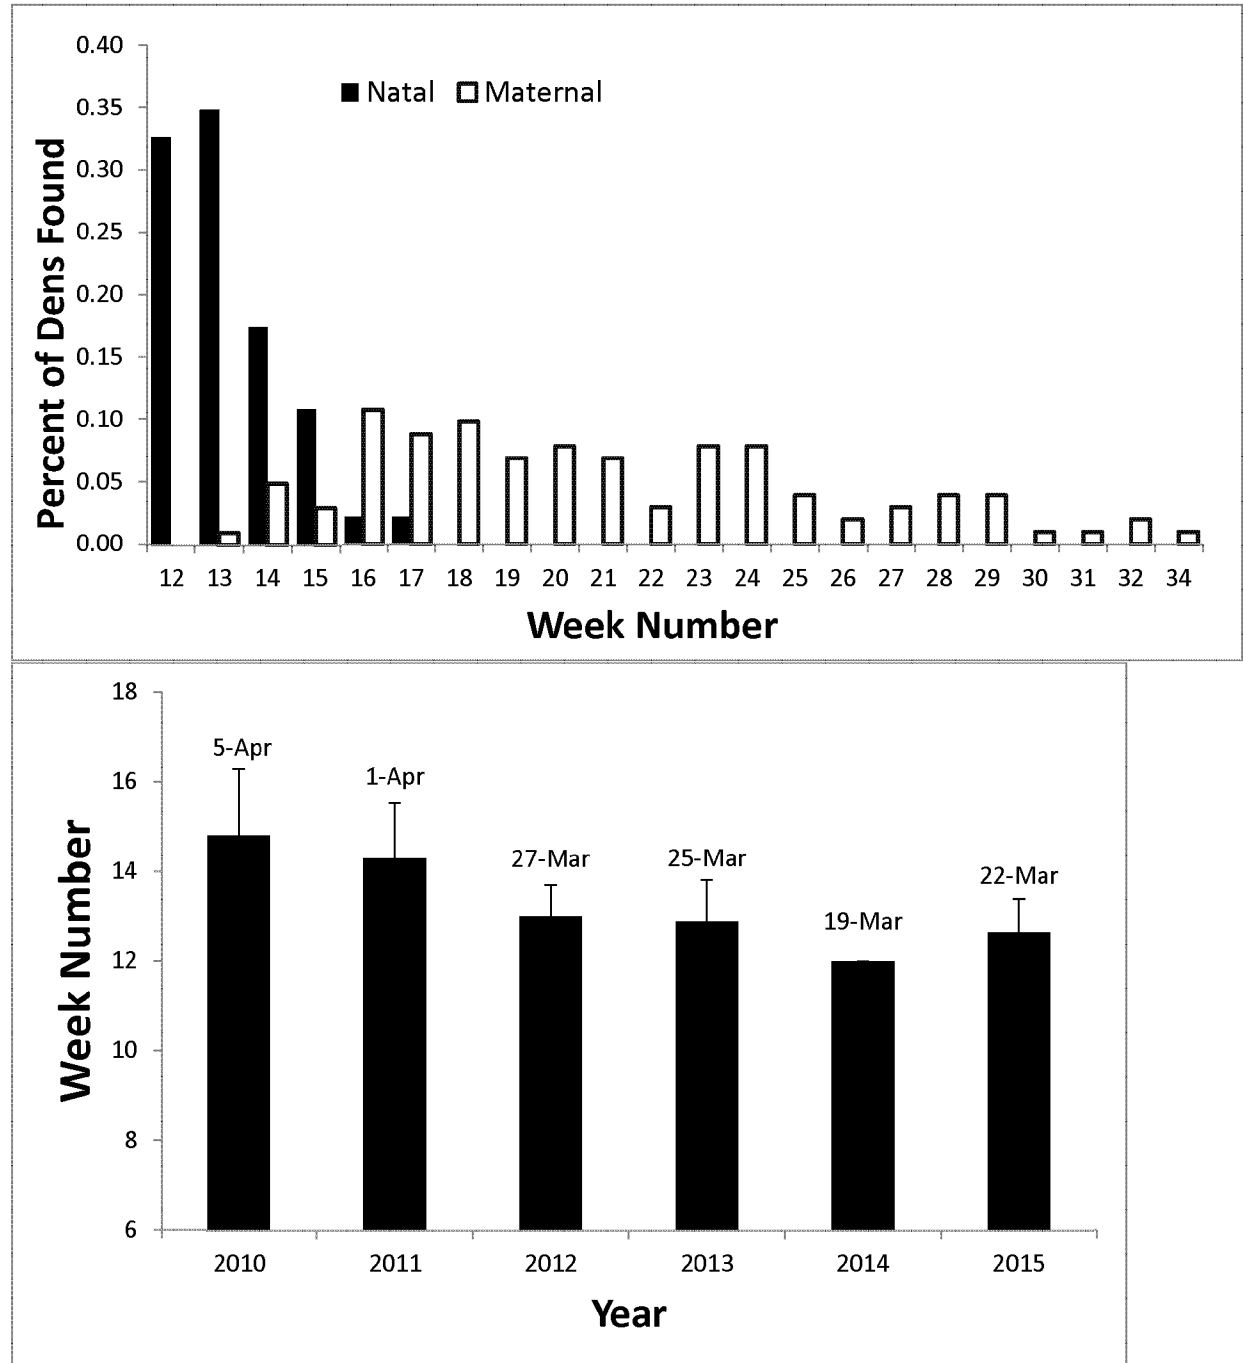 0.40
Natal Maternal
0.35
0.30
0.25
0.20
0.15
0.10
0.05
0.00
Percent of Dens Found
12 13 14 15 16 17 18 19 20 21 22 23 24 25 26 27 28 29 30 31 32 34
Week Number
18
16
14
12
10
8
6
Week Number
5-Apr
1-Apr
27-Mar
25-Mar
19-Mar
22-Mar
2010 2011 2012 2013 2014 2015
Year